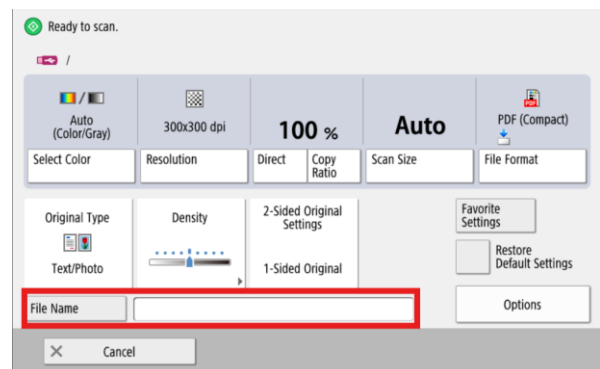 Ready to scan.
/
Auto
(Color/Gray)
300x300 dpi
100 %
Auto
PDF (Compact)
Select Color
Resolution
Direct
Copy
Ratio
Scan Size
File Format
Original Type
Text/Photo
Density
2-Sided Original
Settings
1-Sided Original
Favorite
Settings
Restore
Default Settings
File Name
Options
Cancel